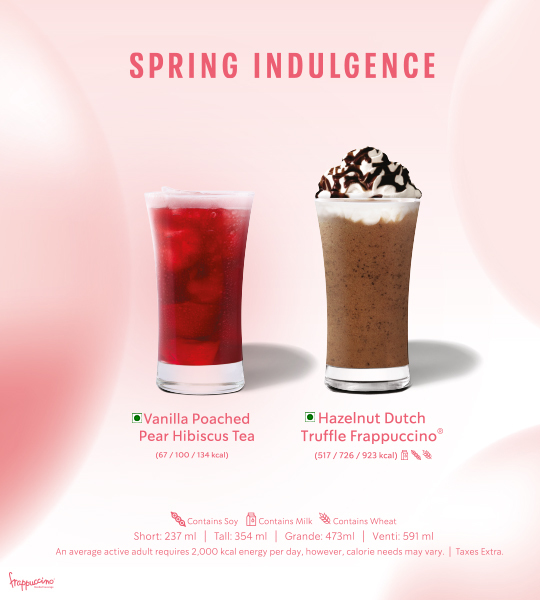 SPRING INDULGENCE
Vanilla Poached
Pear Hibiscus Tea
(67 / 100 / 134 kcal)
Hazelnut Dutch
Truffle Frappuccino®
(517 / 726 / 923 kcal)
Contains Soy Contains Milk Contains Wheat
Short: 237 ml | Tall: 354 ml | Grande: 473ml | Venti: 591 ml
An average active adult requires 2,000 kcal energy per day, however, calorie needs may vary. | Taxes Extra.
frappuccino